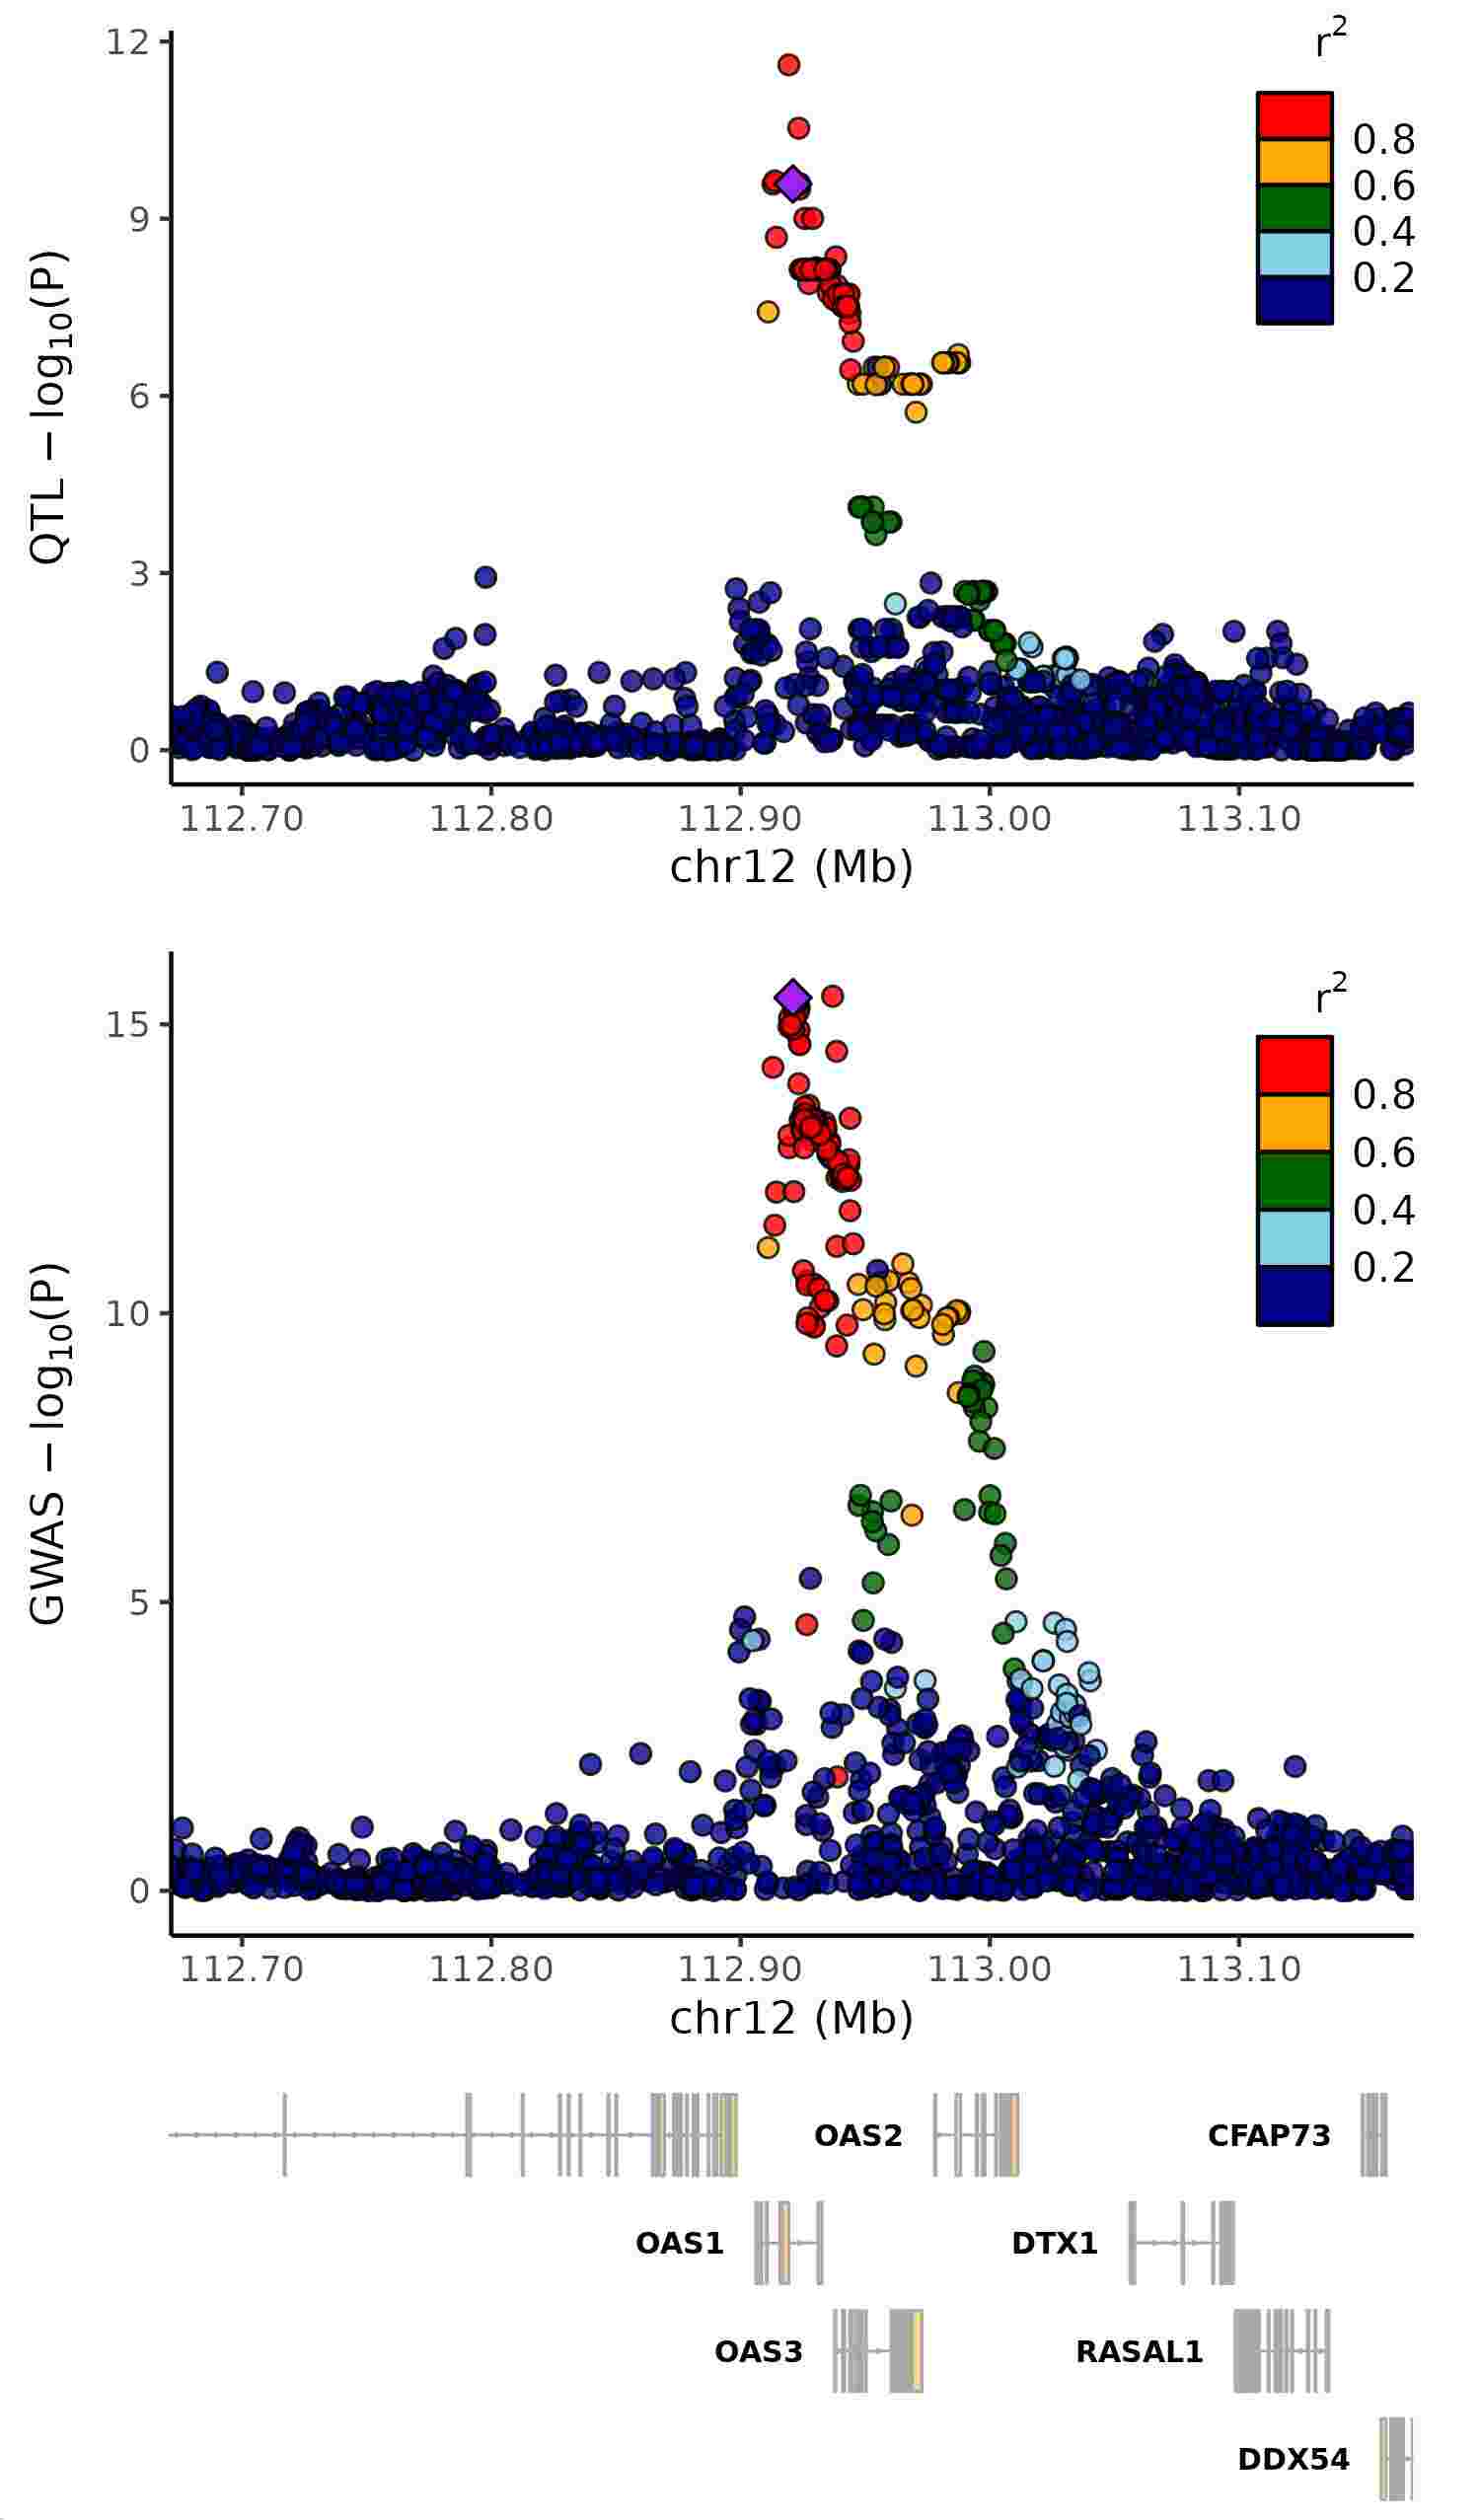 12
9
6
3
0
QTL −log10(P)
r2
0.8
0.6
0.4
0.2
112.70 112.80 112.90 113.00 113.10
chr12 (Mb)
15
10
5
0
GWAS −log10(P)
r2
0.8
0.6
0.4
0.2
112.70 112.80 112.90 113.00 113.10
chr12 (Mb)
OAS2 CFAP73
OAS1 DTX1
OAS3 RASAL1
DDX54